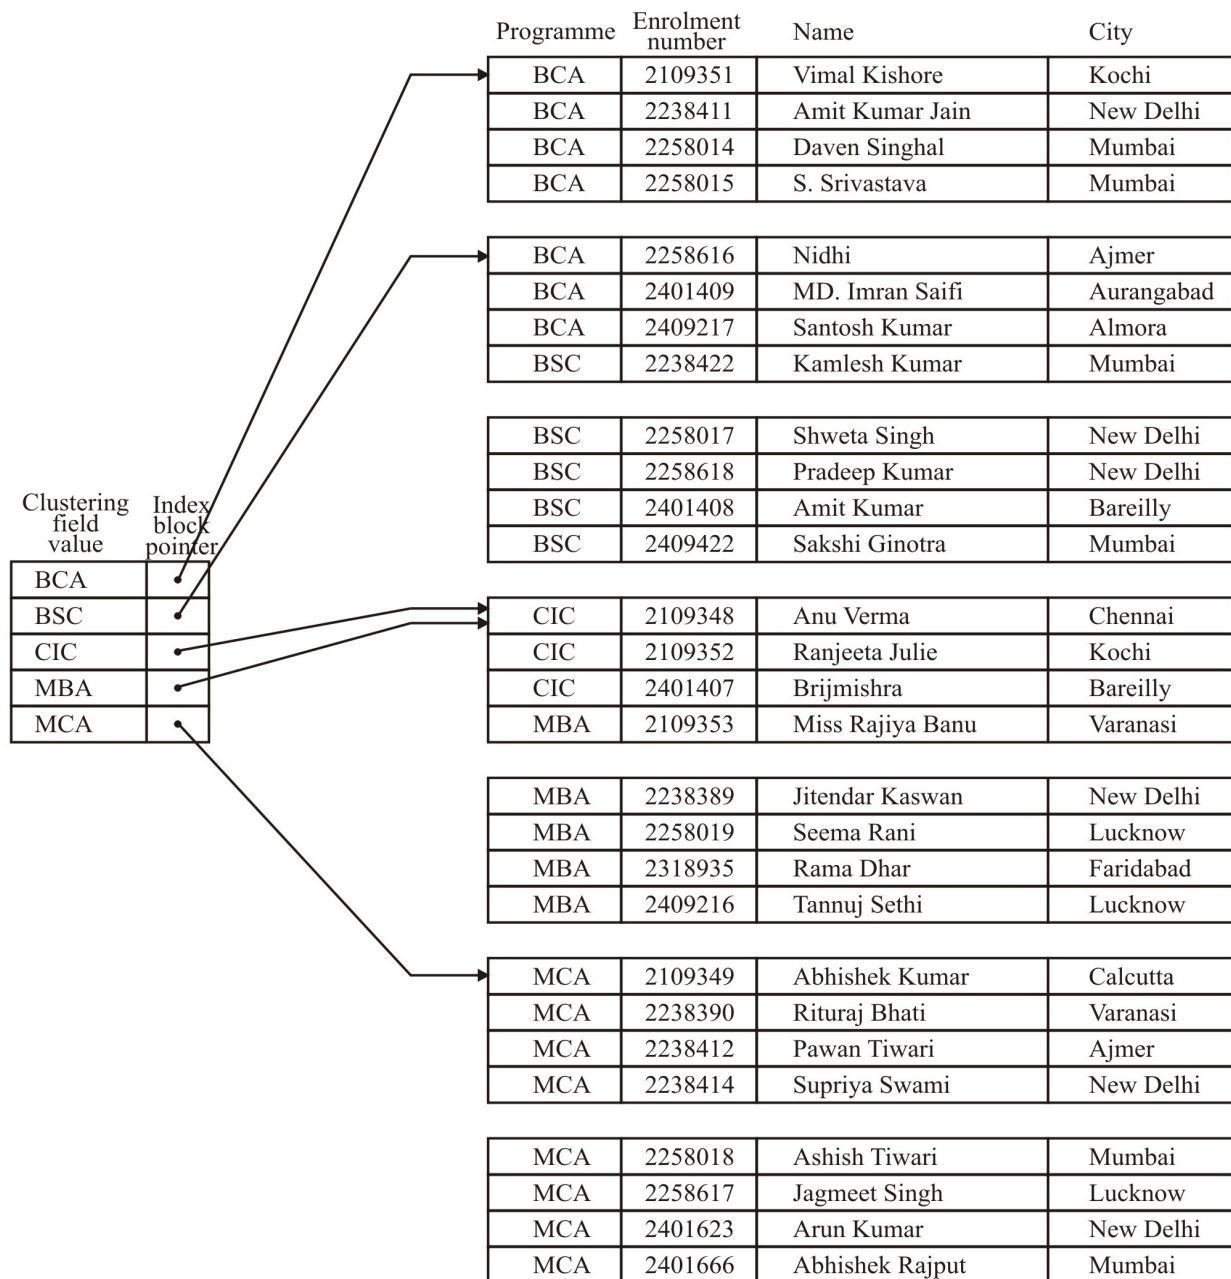 Programme Enrolment number Name City
BCA 2109351 Vimal Kishore Kochi
BCA 2238411 Amit Kumar Jain New Delhi
BCA 2258014 Daven Singhal Mumbai
BCA 2258015 S. Srivastava Mumbai
BCA 2258616 Nidhi Ajmer
BCA 2401409 MD. Imran Saifi Aurangabad
BCA 2409217 Santosh Kumar Almora
BSC 2238422 Kamlesh Kumar Mumbai
BSC 2258017 Shweta Singh New Delhi
BSC 2258618 Pradeep Kumar New Delhi
BSC 2401408 Amit Kumar Bareilly
BSC 2409422 Sakshi Ginotra Mumbai
Clustering field value Index block pointer
BCA
BSC
CIC
MBA
MCA
CIC 2109348 Anu Verma Chennai
CIC 2109352 Ranjeeta Julie Kochi
CIC 2401407 Brijmishra Bareilly
MBA 2109353 Miss Rajiya Banu Varanasi
MBA 2238389 Jitendar Kaswan New Delhi
MBA 2258019 Seema Rani Lucknow
MBA 2318935 Rama Dhar Faridabad
MBA 2409216 Tannuj Sethi Lucknow
MCA 2109349 Abhishek Kumar Calcutta
MCA 2238390 Rituraj Bhati Varanasi
MCA 2238412 Pawan Tiwari Ajmer
MCA 2238414 Supriya Swami New Delhi
MCA 2258018 Ashish Tiwari Mumbai
MCA 2258617 Jagmeet Singh Lucknow
MCA 2401623 Arun Kumar New Delhi
MCA 2401666 Abhishek Rajput Mumbai